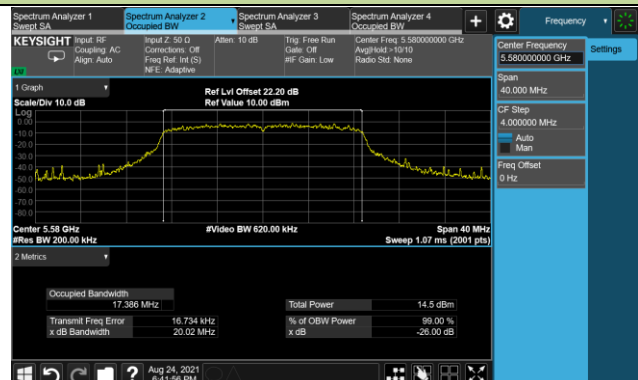 Spectrum Analyzer 1
Swept SA
Spectrum Analyzer 2
Occupied BW
Spectrum Analyzer 3
Swept SA
Spectrum Analyzer 4
Occupied BW
+
Frequency
KEYSIGHT
Input: RF
Coupling: AC
Align: Auto
Input Z: 50 Ω
Corrections: Off
Freq Ref: Int (S)
NFE: Adaptive
Atten: 10 dB
Trig: Free Run
Gate: Off
#IF Gain: Low
Center Freq: 5.580000000 GHz
Avg|Hold:>10/10
Radio Std: None
Center Frequency
5.580000000 GHz
Settings
Span
40.000 MHz
CF Step
4.000000 MHz
Auto
Man
Freq Offset
0 Hz
1 Graph
Scale/Div 10.0 dB
Ref Lvl Offset 22.20 dB
Ref Value 10.00 dBm
Log
0.00
-10.0
-20.0
-30.0
-40.0
-50.0
-60.0
-70.0
-80.0
Center 5.58 GHz
#Video BW 620.00 kHz
Span 40 MHz
#Res BW 200.00 kHz
Sweep 1.07 ms (2001 pts)
2 Metrics
Occupied Bandwidth
17.386 MHz
Total Power 14.5 dBm
Transmit Freq Error 16.734 kHz
% of OBW Power 99.00 %
x dB Bandwidth 20.02 MHz
x dB -26.00 dB
?
Aug 24, 2021
6:41:56 PM